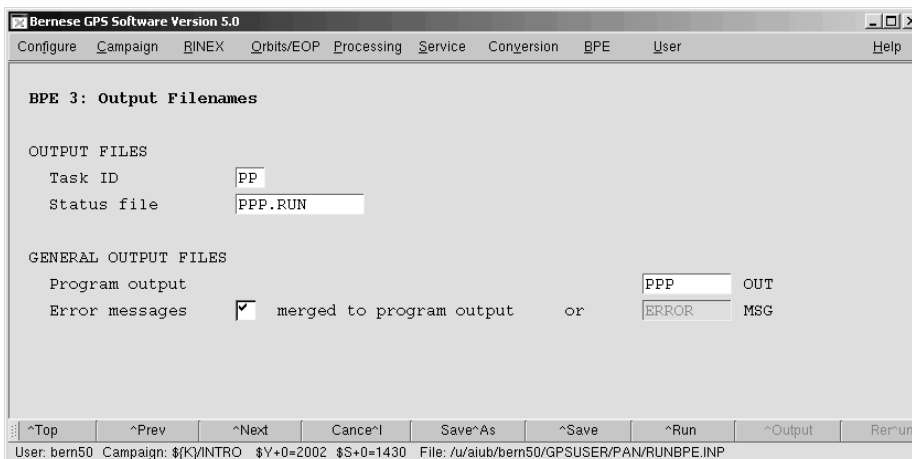 Bernese GPS Software Version 5.0
Configure Campaign RINEX Orbits/EOP Processing Service Conversion BPE User Help
BPE 3: Output Filenames
OUTPUT FILES
Task ID PP
Status file PPP.RUN
GENERAL OUTPUT FILES
Program output PPP OUT
Error messages merged to program output or ERROR MSG
^Top ^Prev ^Next Cance^l Save^As ^Save ^Run ^Output Rer^un
User: bern50 Campaign: ${K}/INTRO $Y+0=2002 $S+0=1430 File: /u/aiub/bern50/GPSUSER/PAN/RUNBPE.INP